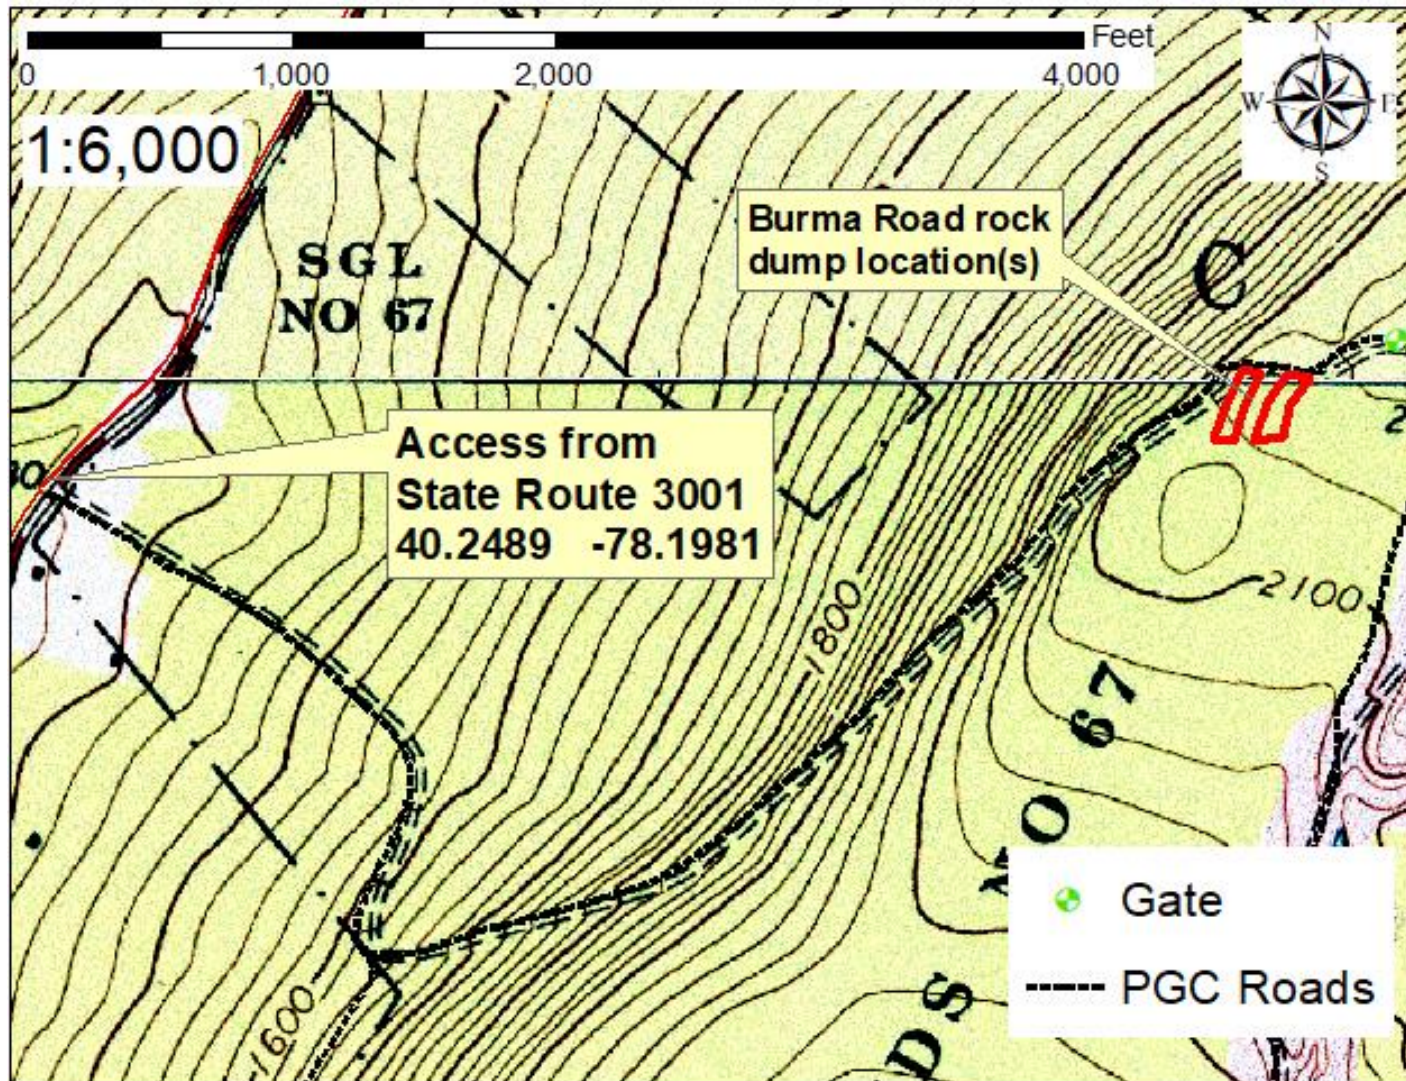 Feet
0 1,000 2,000 4,000
1:6,000
N
W E
S
Burma Road rock
dump location(s)
C
SGL
NO 67
Access from
State Route 3001
40.2489 -78.1981
1800
2100
67
NO
DS
1600
Gate
PGC Roads